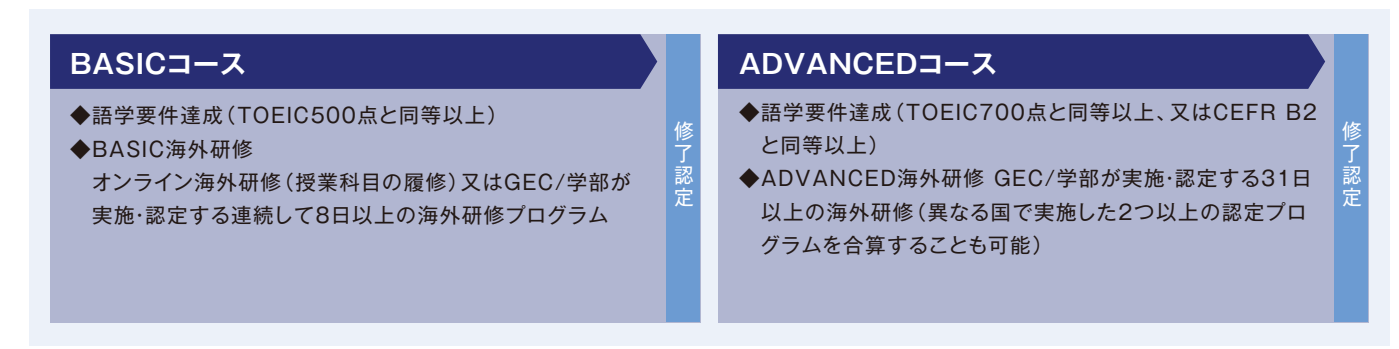 BASICコース
◆語学要件達成（TOEIC500点と同等以上）
◆BASIC海外研修
オンライン海外研修（授業科目の履修）又はGEC/学部が
実施・認定する連続して8日以上の海外研修プログラム
修了認定
ADVANCEDコース
◆語学要件達成（TOEIC700点と同等以上、又はCEFR B2
と同等以上）
◆ADVANCED海外研修 GEC/学部が実施・認定する31日
以上の海外研修（異なる国で実施した2つ以上の認定プロ
グラムを合算することも可能）
修了認定